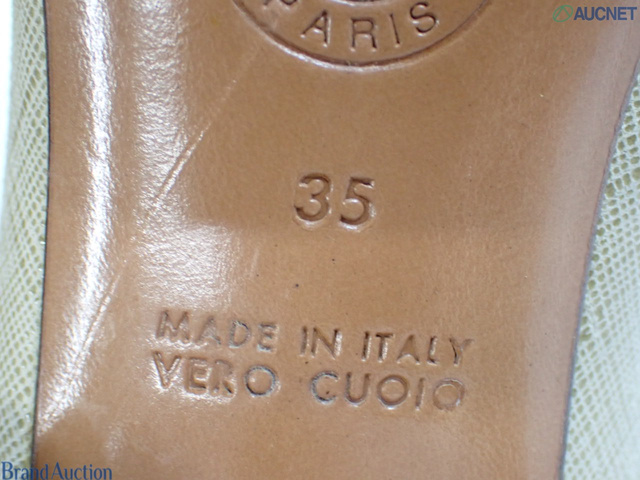 AUCNET
PARIS
35
MADE IN ITALY
VERO CUOIO
Brand Auction